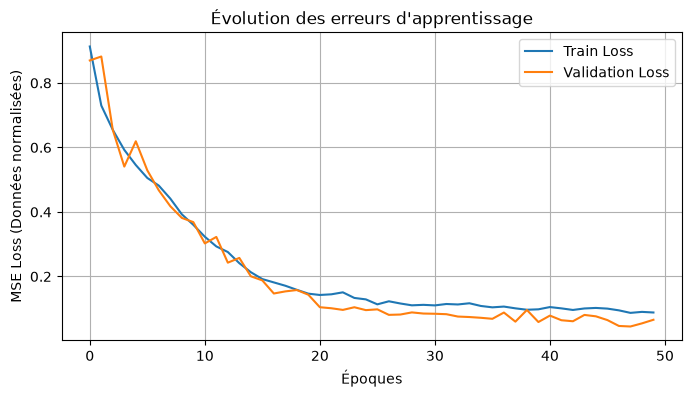 Évolution des erreurs d'apprentissage
Train Loss
Validation Loss
MSE Loss (Données normalisées)
0.8
0.6
0.4
0.2
0 10 20 30 40 50
Époques